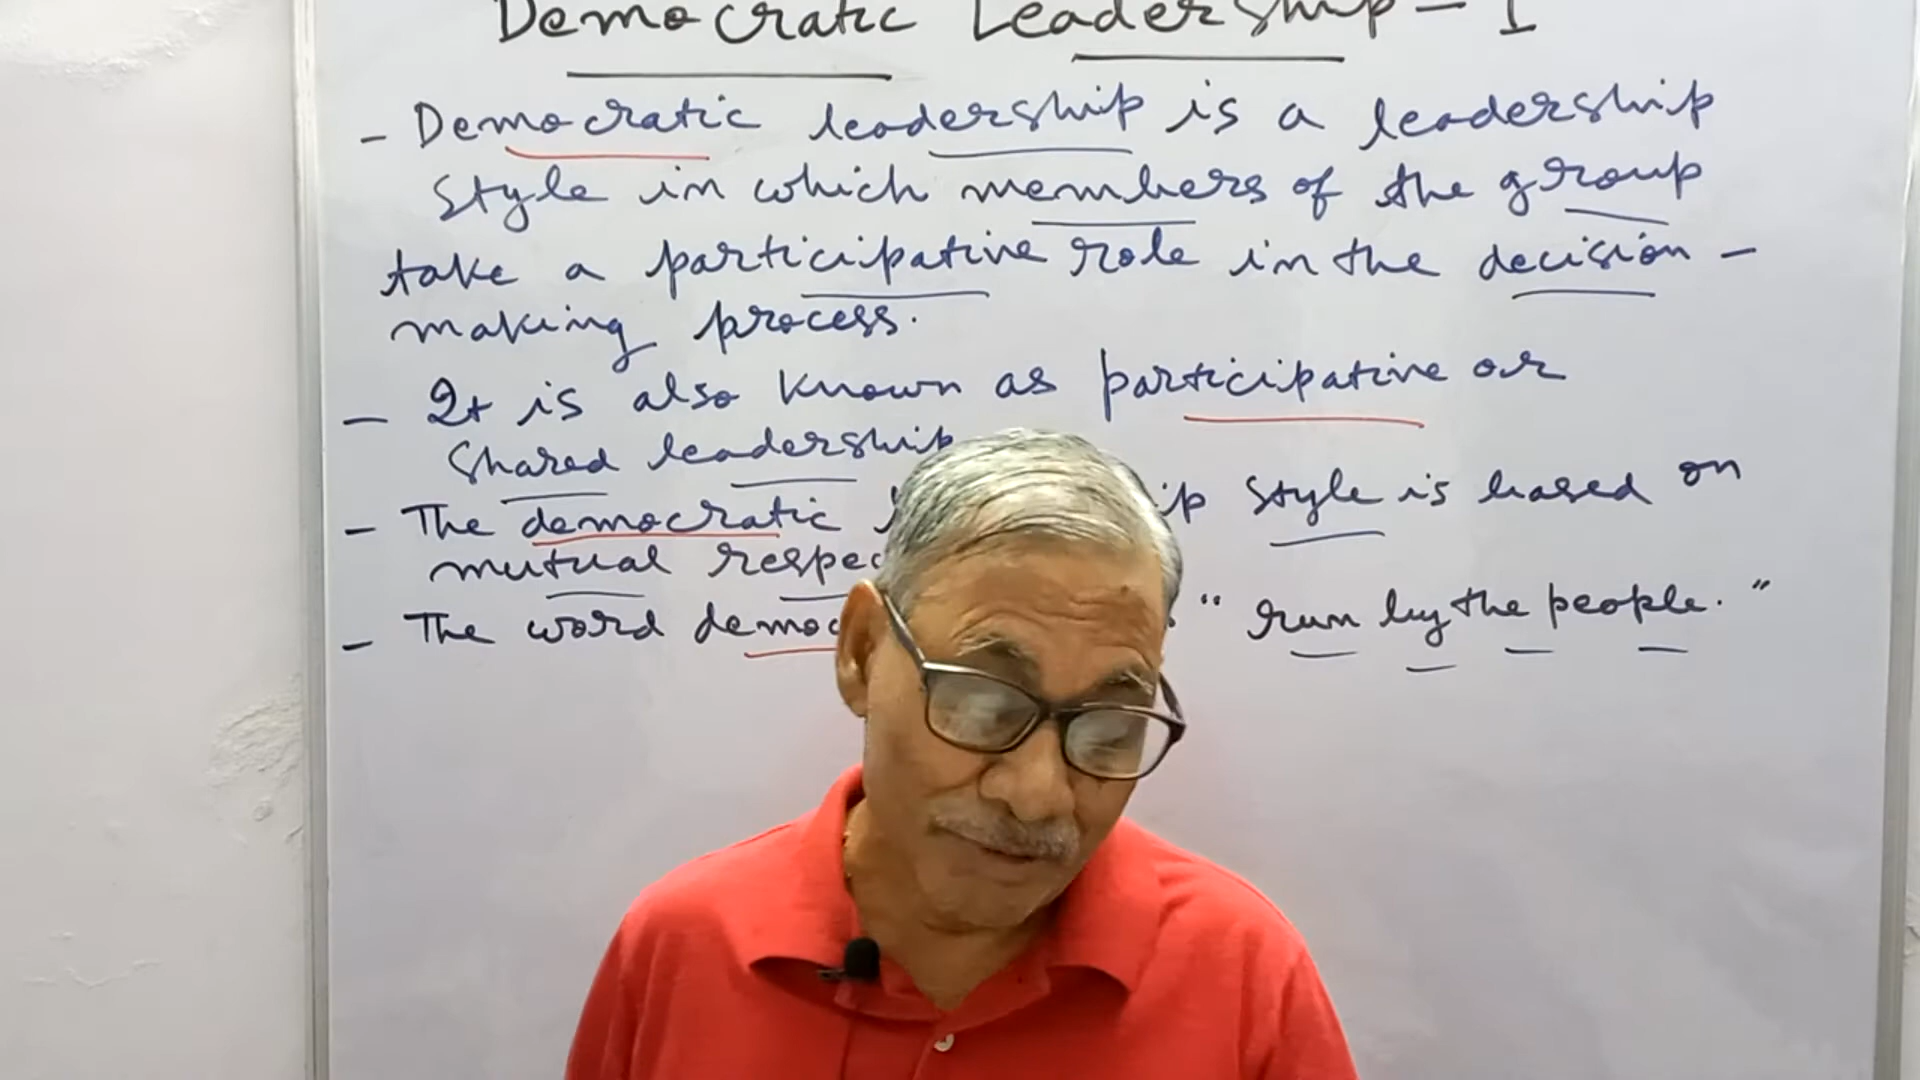 Democratic Leadership - I
- Democratic leadership is a leadership
style in which members of the group
take a participative role in the decision -
making process.
- It is also known as participative or
Shared leadership
- The democratic style is based on
mutual
- The word "run by the people."